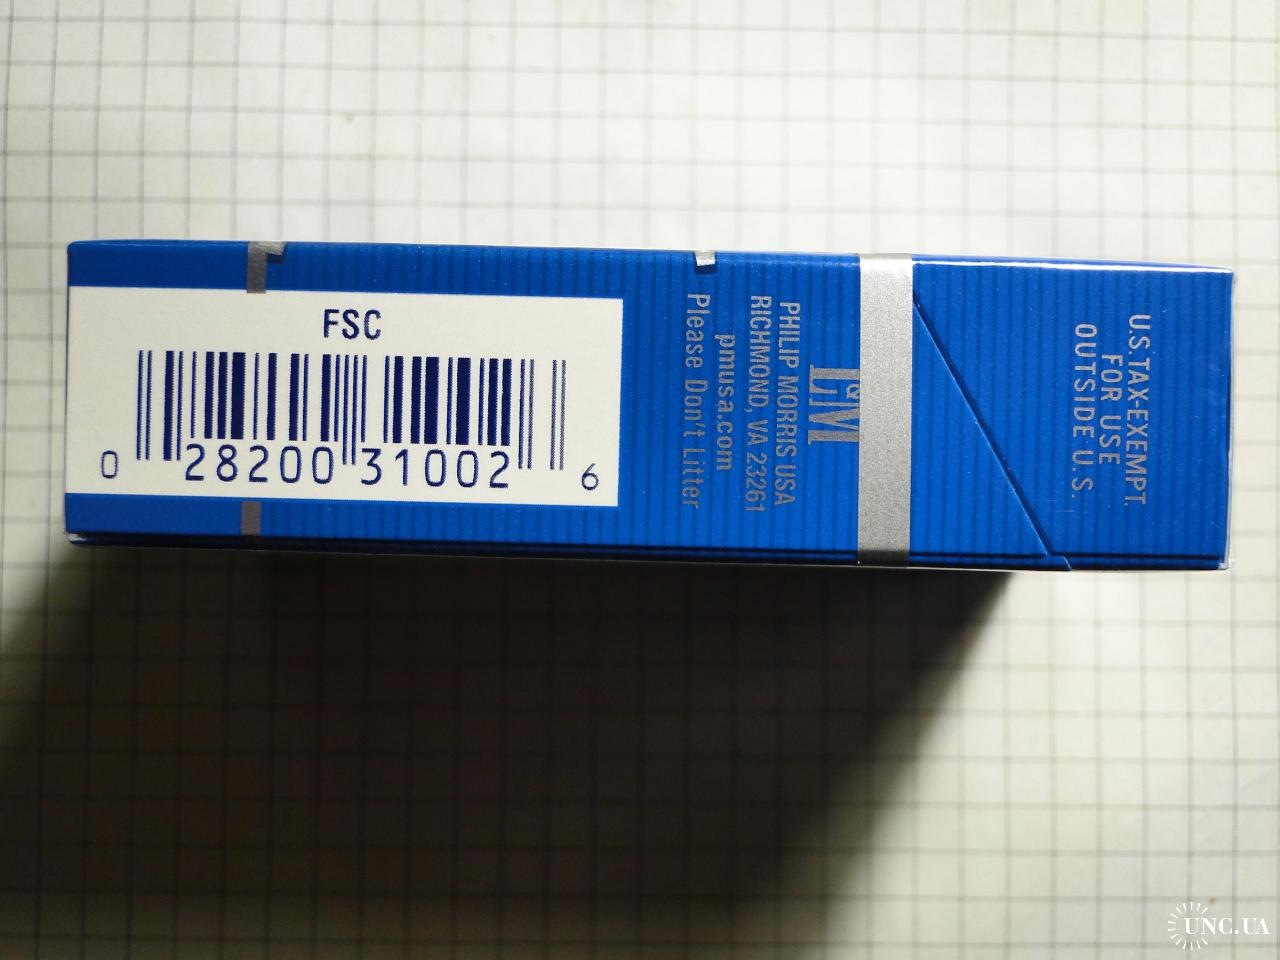 FSC
0 28200 31002 6
L&M
PHILIP MORRIS USA
RICHMOND, VA 23261
pmusa.com
Please Don't Litter
U.S. TAX-EXEMPT.
FOR USE
OUTSIDE U.S.
UNC.UA